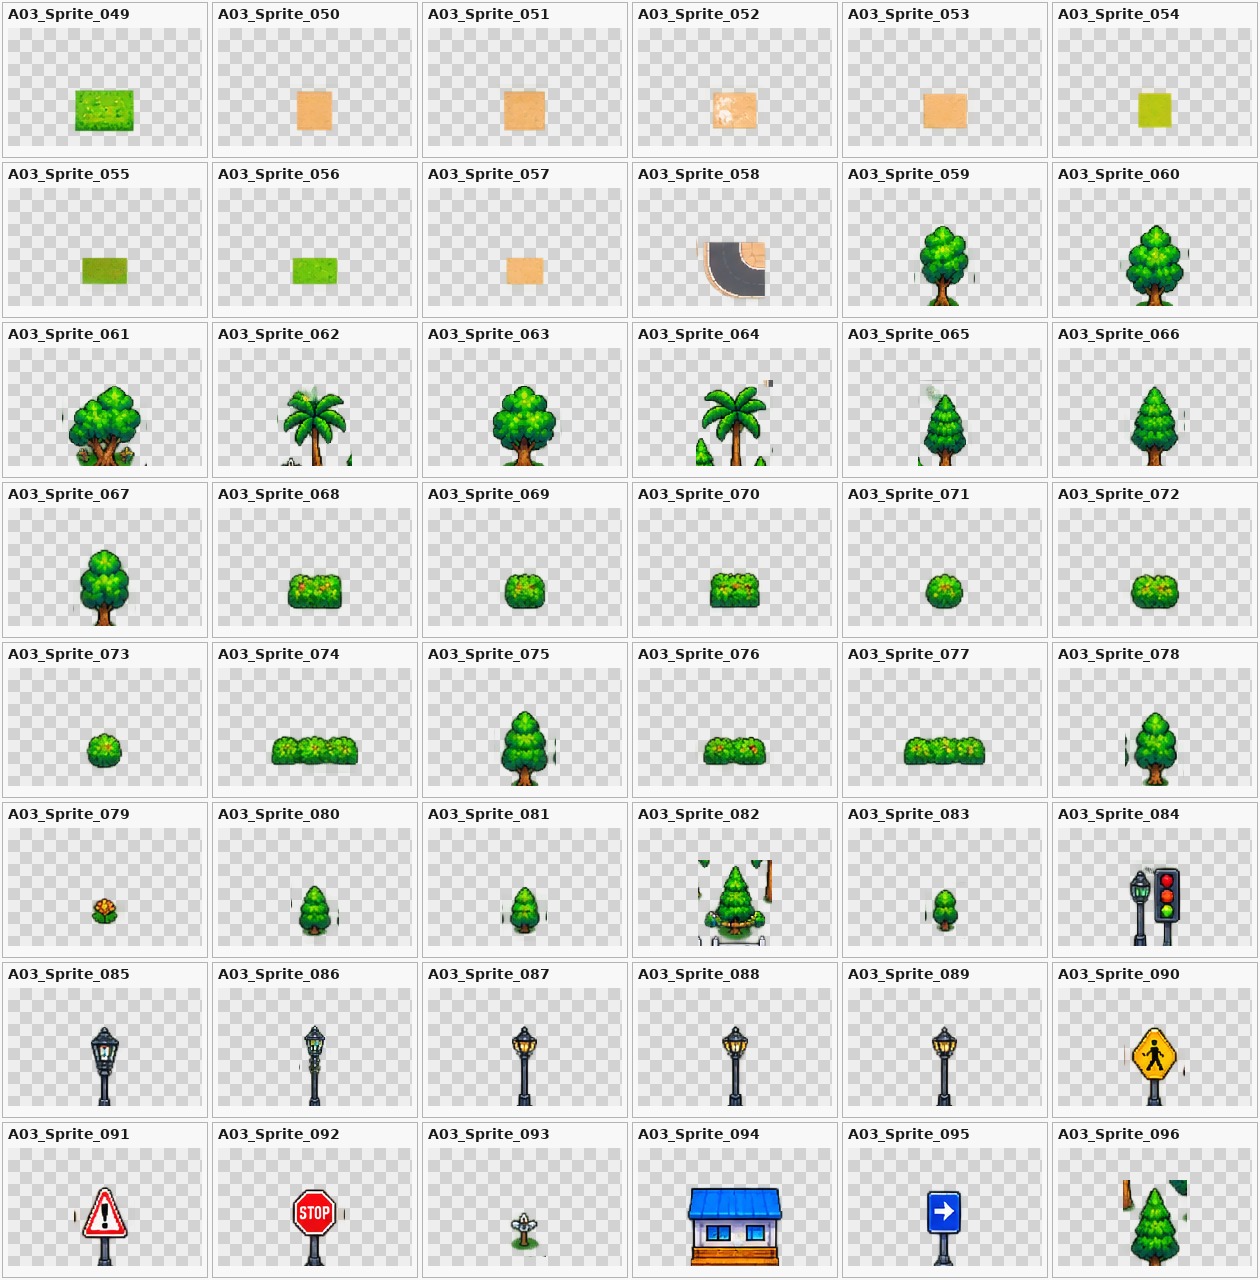 A03_Sprite_049 A03_Sprite_050 A03_Sprite_051 A03_Sprite_052 A03_Sprite_053 A03_Sprite_054
A03_Sprite_055 A03_Sprite_056 A03_Sprite_057 A03_Sprite_058 A03_Sprite_059 A03_Sprite_060
A03_Sprite_061 A03_Sprite_062 A03_Sprite_063 A03_Sprite_064 A03_Sprite_065 A03_Sprite_066
A03_Sprite_067 A03_Sprite_068 A03_Sprite_069 A03_Sprite_070 A03_Sprite_071 A03_Sprite_072
A03_Sprite_073 A03_Sprite_074 A03_Sprite_075 A03_Sprite_076 A03_Sprite_077 A03_Sprite_078
A03_Sprite_079 A03_Sprite_080 A03_Sprite_081 A03_Sprite_082 A03_Sprite_083 A03_Sprite_084
A03_Sprite_085 A03_Sprite_086 A03_Sprite_087 A03_Sprite_088 A03_Sprite_089 A03_Sprite_090
A03_Sprite_091 A03_Sprite_092 A03_Sprite_093 A03_Sprite_094 A03_Sprite_095 A03_Sprite_096
!
STOP